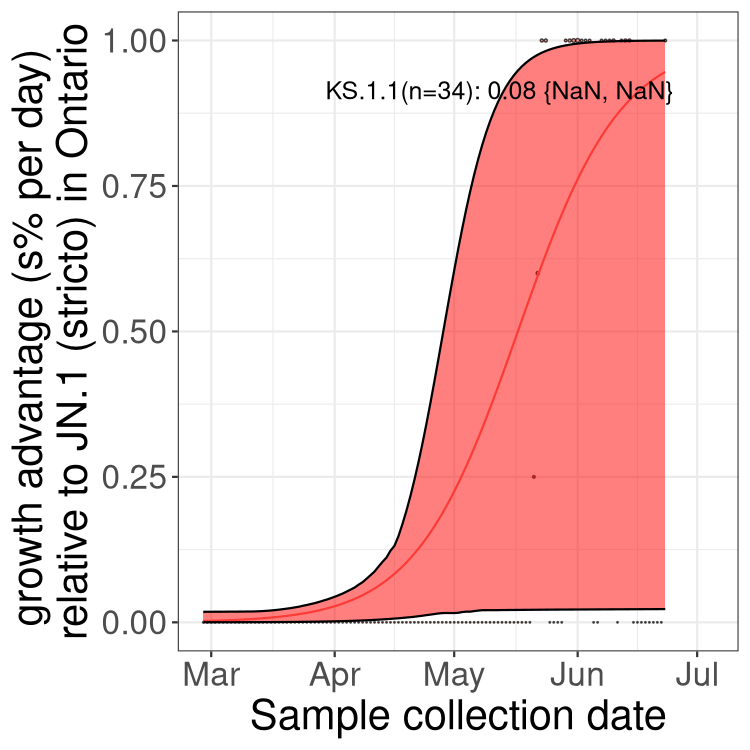 growth advantage (s% per day)
relative to JN.1 (stricto) in Ontario
1.00
0.75
0.50
0.25
0.00
KS.1.1(n=34): 0.08 {NaN, NaN}
Mar Apr May Jun Jul
Sample collection date